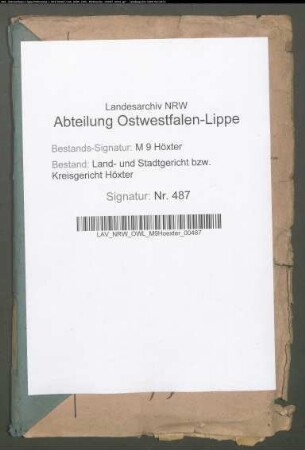 Landesarchiv NRW
Abteilung Ostwestfalen-Lippe
Bestands-Signatur: M 9 Höxter
Bestand: Land- und Stadtgericht bzw.
Kreisgericht Höxter
Signatur: Nr. 487
LAV_NRW_OWL_M9Hoexter_00487